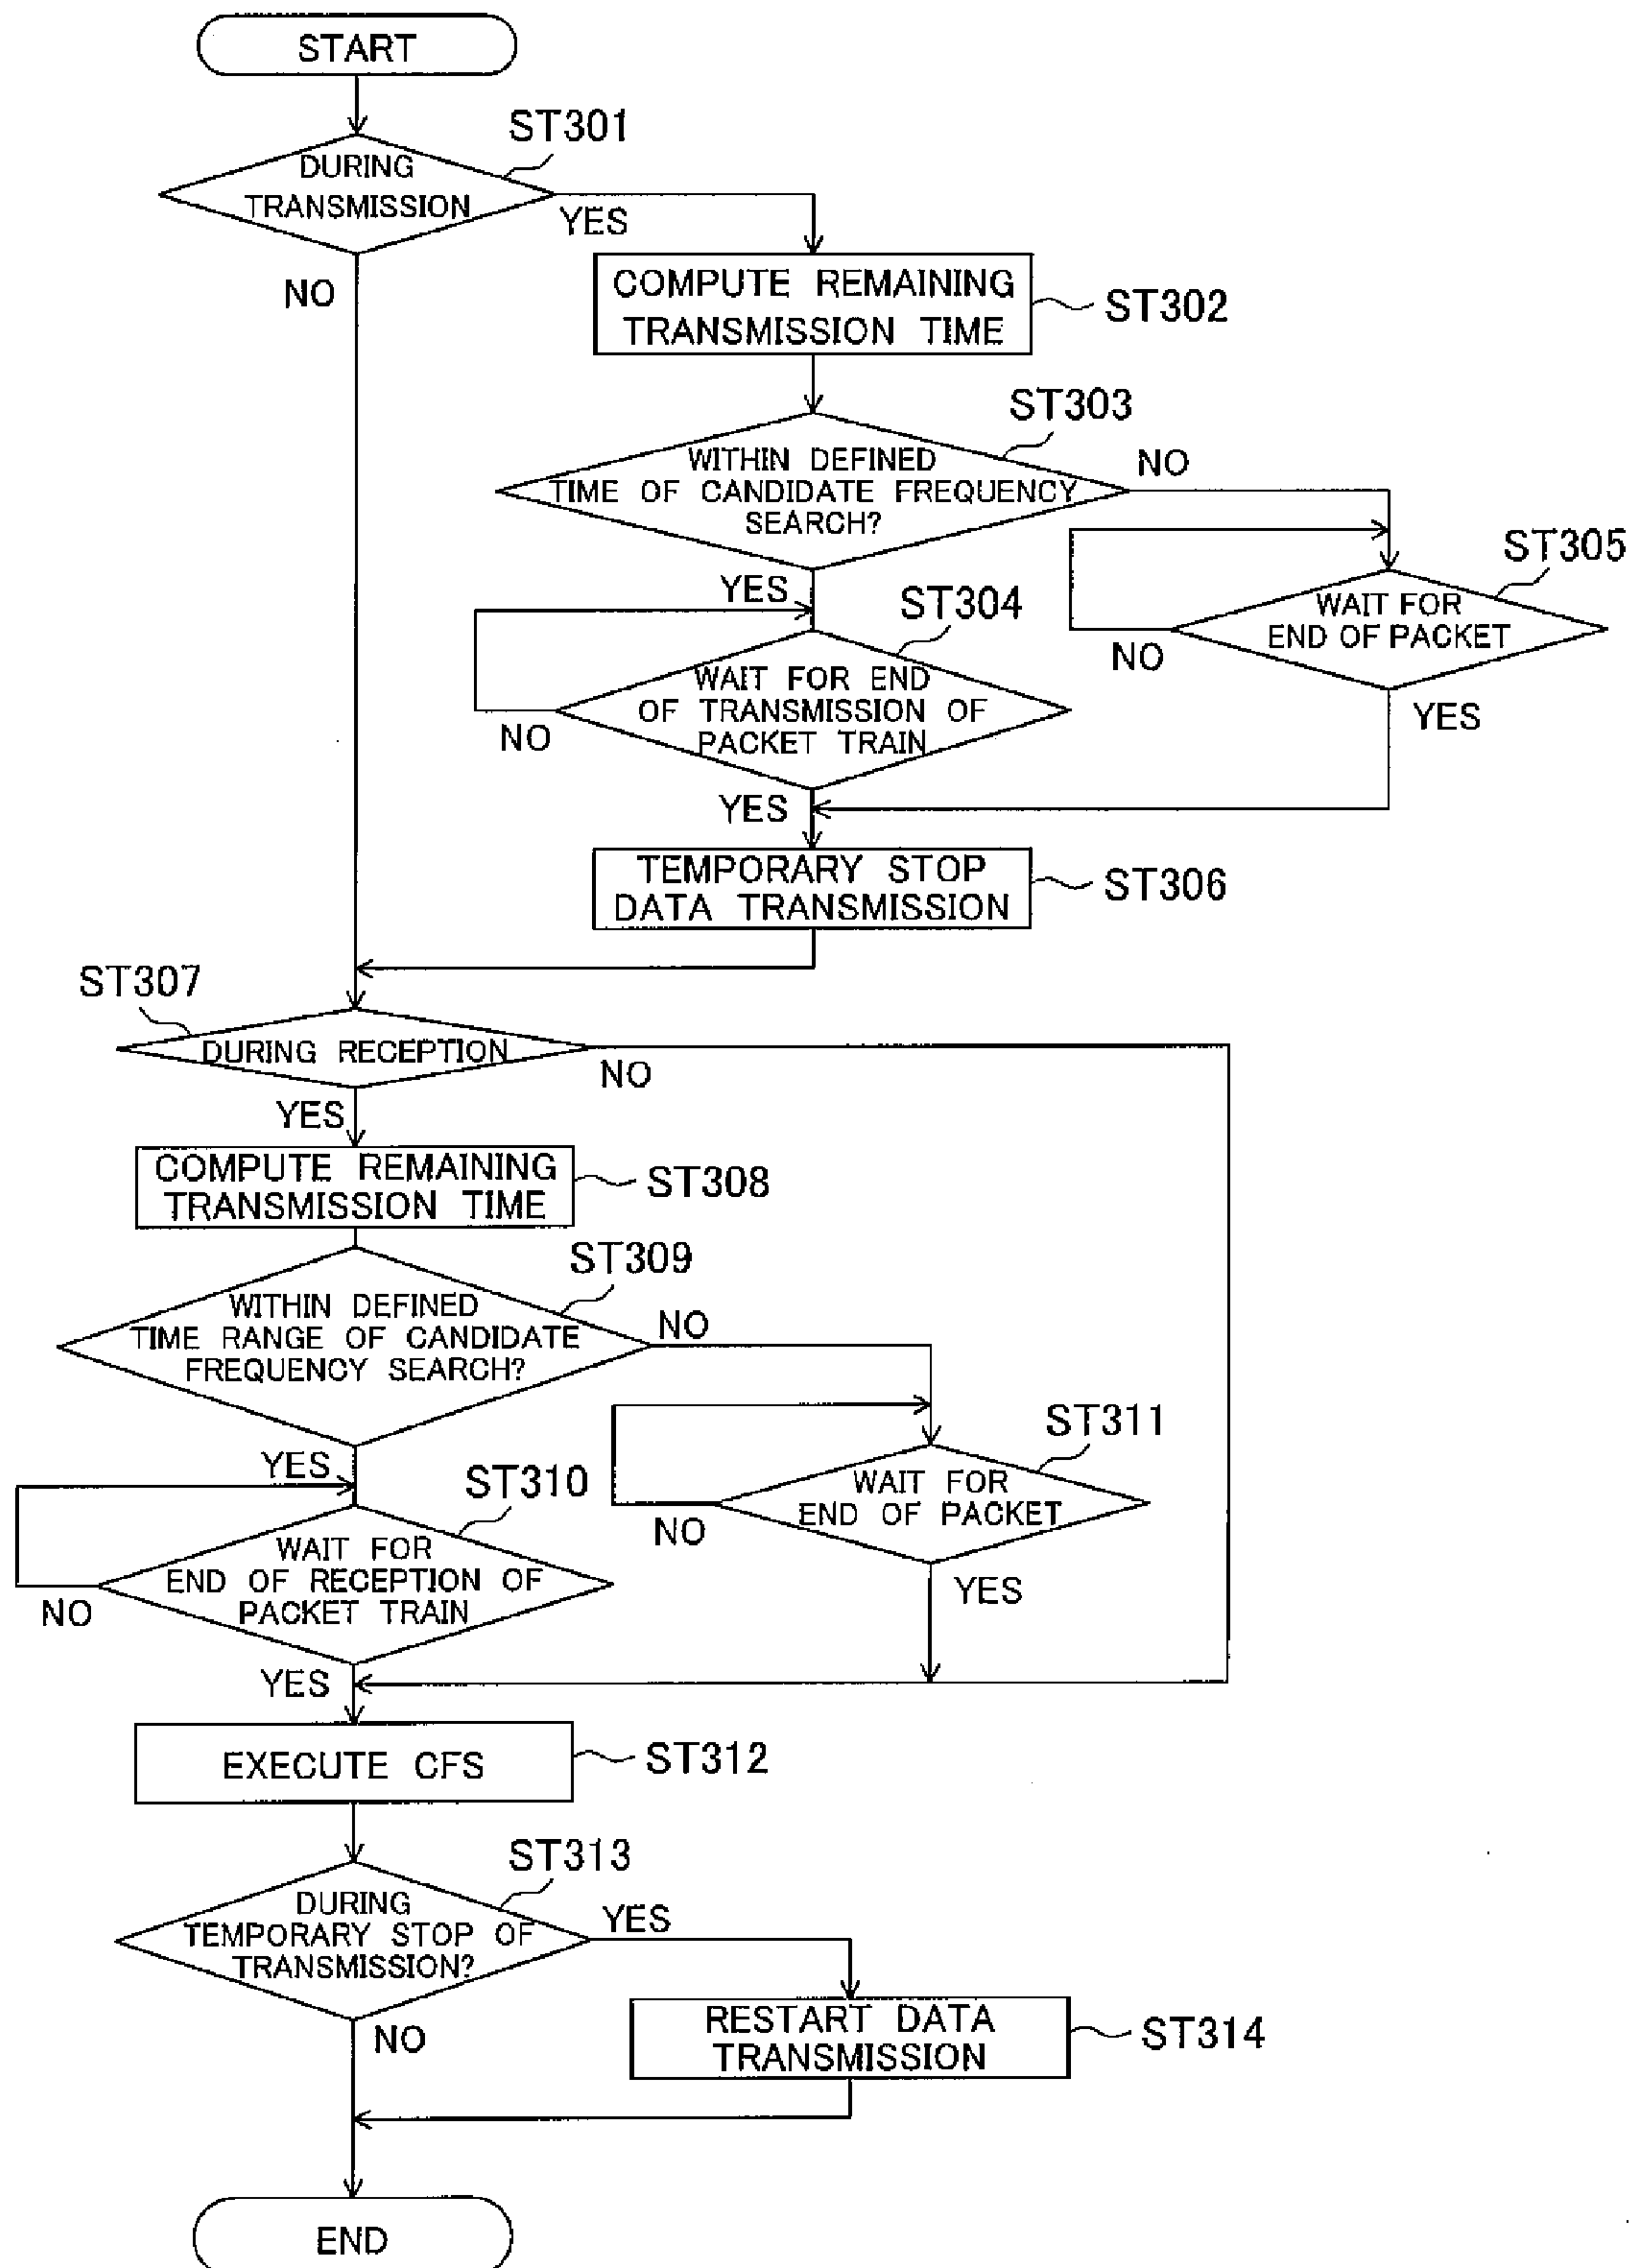 START
ST301
DURING
TRANSMISSION
YES
NO
COMPUTE REMAINING
TRANSMISSION TIME
ST302
ST303
WITHIN DEFINED
TIME OF CANDIDATE FREQUENCY
SEARCH?
NO
YES
ST305
WAIT FOR
END OF PACKET
NO
YES
ST304
WAIT FOR END
OF TRANSMISSION OF
PACKET TRAIN
NO
YES
TEMPORARY STOP
DATA TRANSMISSION
ST306
ST307
DURING RECEPTION
NO
YES
COMPUTE REMAINING
TRANSMISSION TIME
ST308
ST309
WITHIN DEFINED
TIME RANGE OF CANDIDATE
FREQUENCY SEARCH?
NO
YES
ST311
WAIT FOR
END OF PACKET
NO
YES
ST310
WAIT FOR
END OF RECEPTION OF
PACKET TRAIN
NO
YES
EXECUTE CFS
ST312
ST313
DURING
TEMPORARY STOP OF
TRANSMISSION?
YES
NO
RESTART DATA
TRANSMISSION
ST314
END